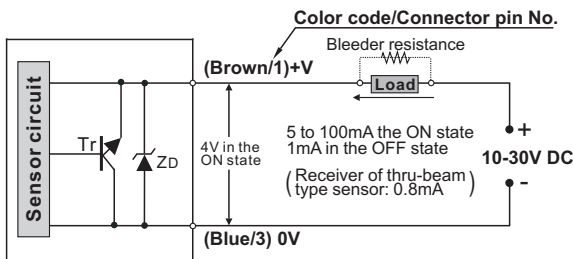 Color code/Connector pin No.
Bleeder resistance
(Brown/1)+V
Load
Sensor circuit
Tr
ZD
4V in the
ON state
5 to 100mA the ON state
1mA in the OFF state
(Receiver of thru-beam
type sensor: 0.8mA)
+
10-30V DC
-
(Blue/3) 0V